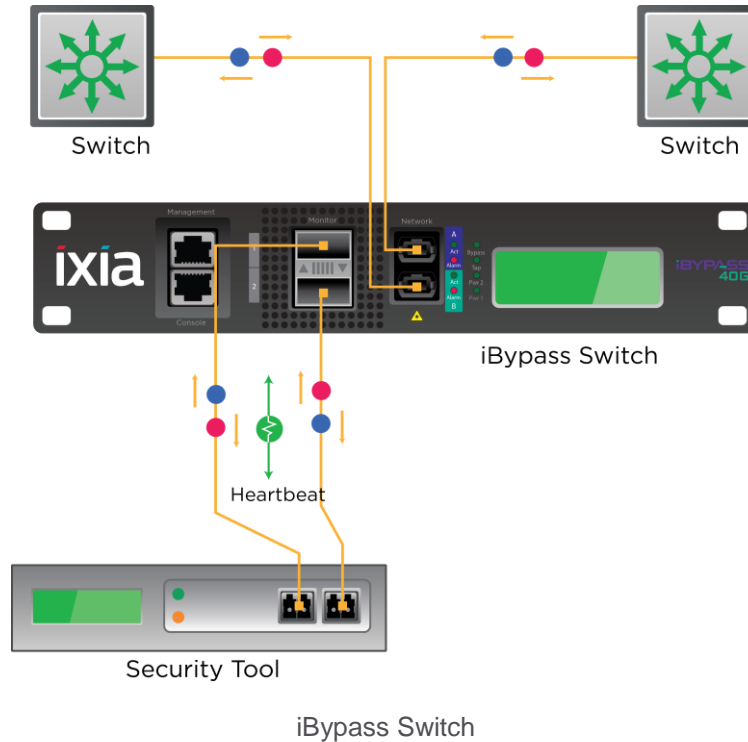 Switch
Switch
Management
Monitor
Network
A
Act
Alarm
Bypass
Tap
ixia
1
2
Act
Alarm
B
Pwr 2
Pwr 1
iBYPASS
40G
Console
iBypass Switch
Heartbeat
Security Tool
iBypass Switch